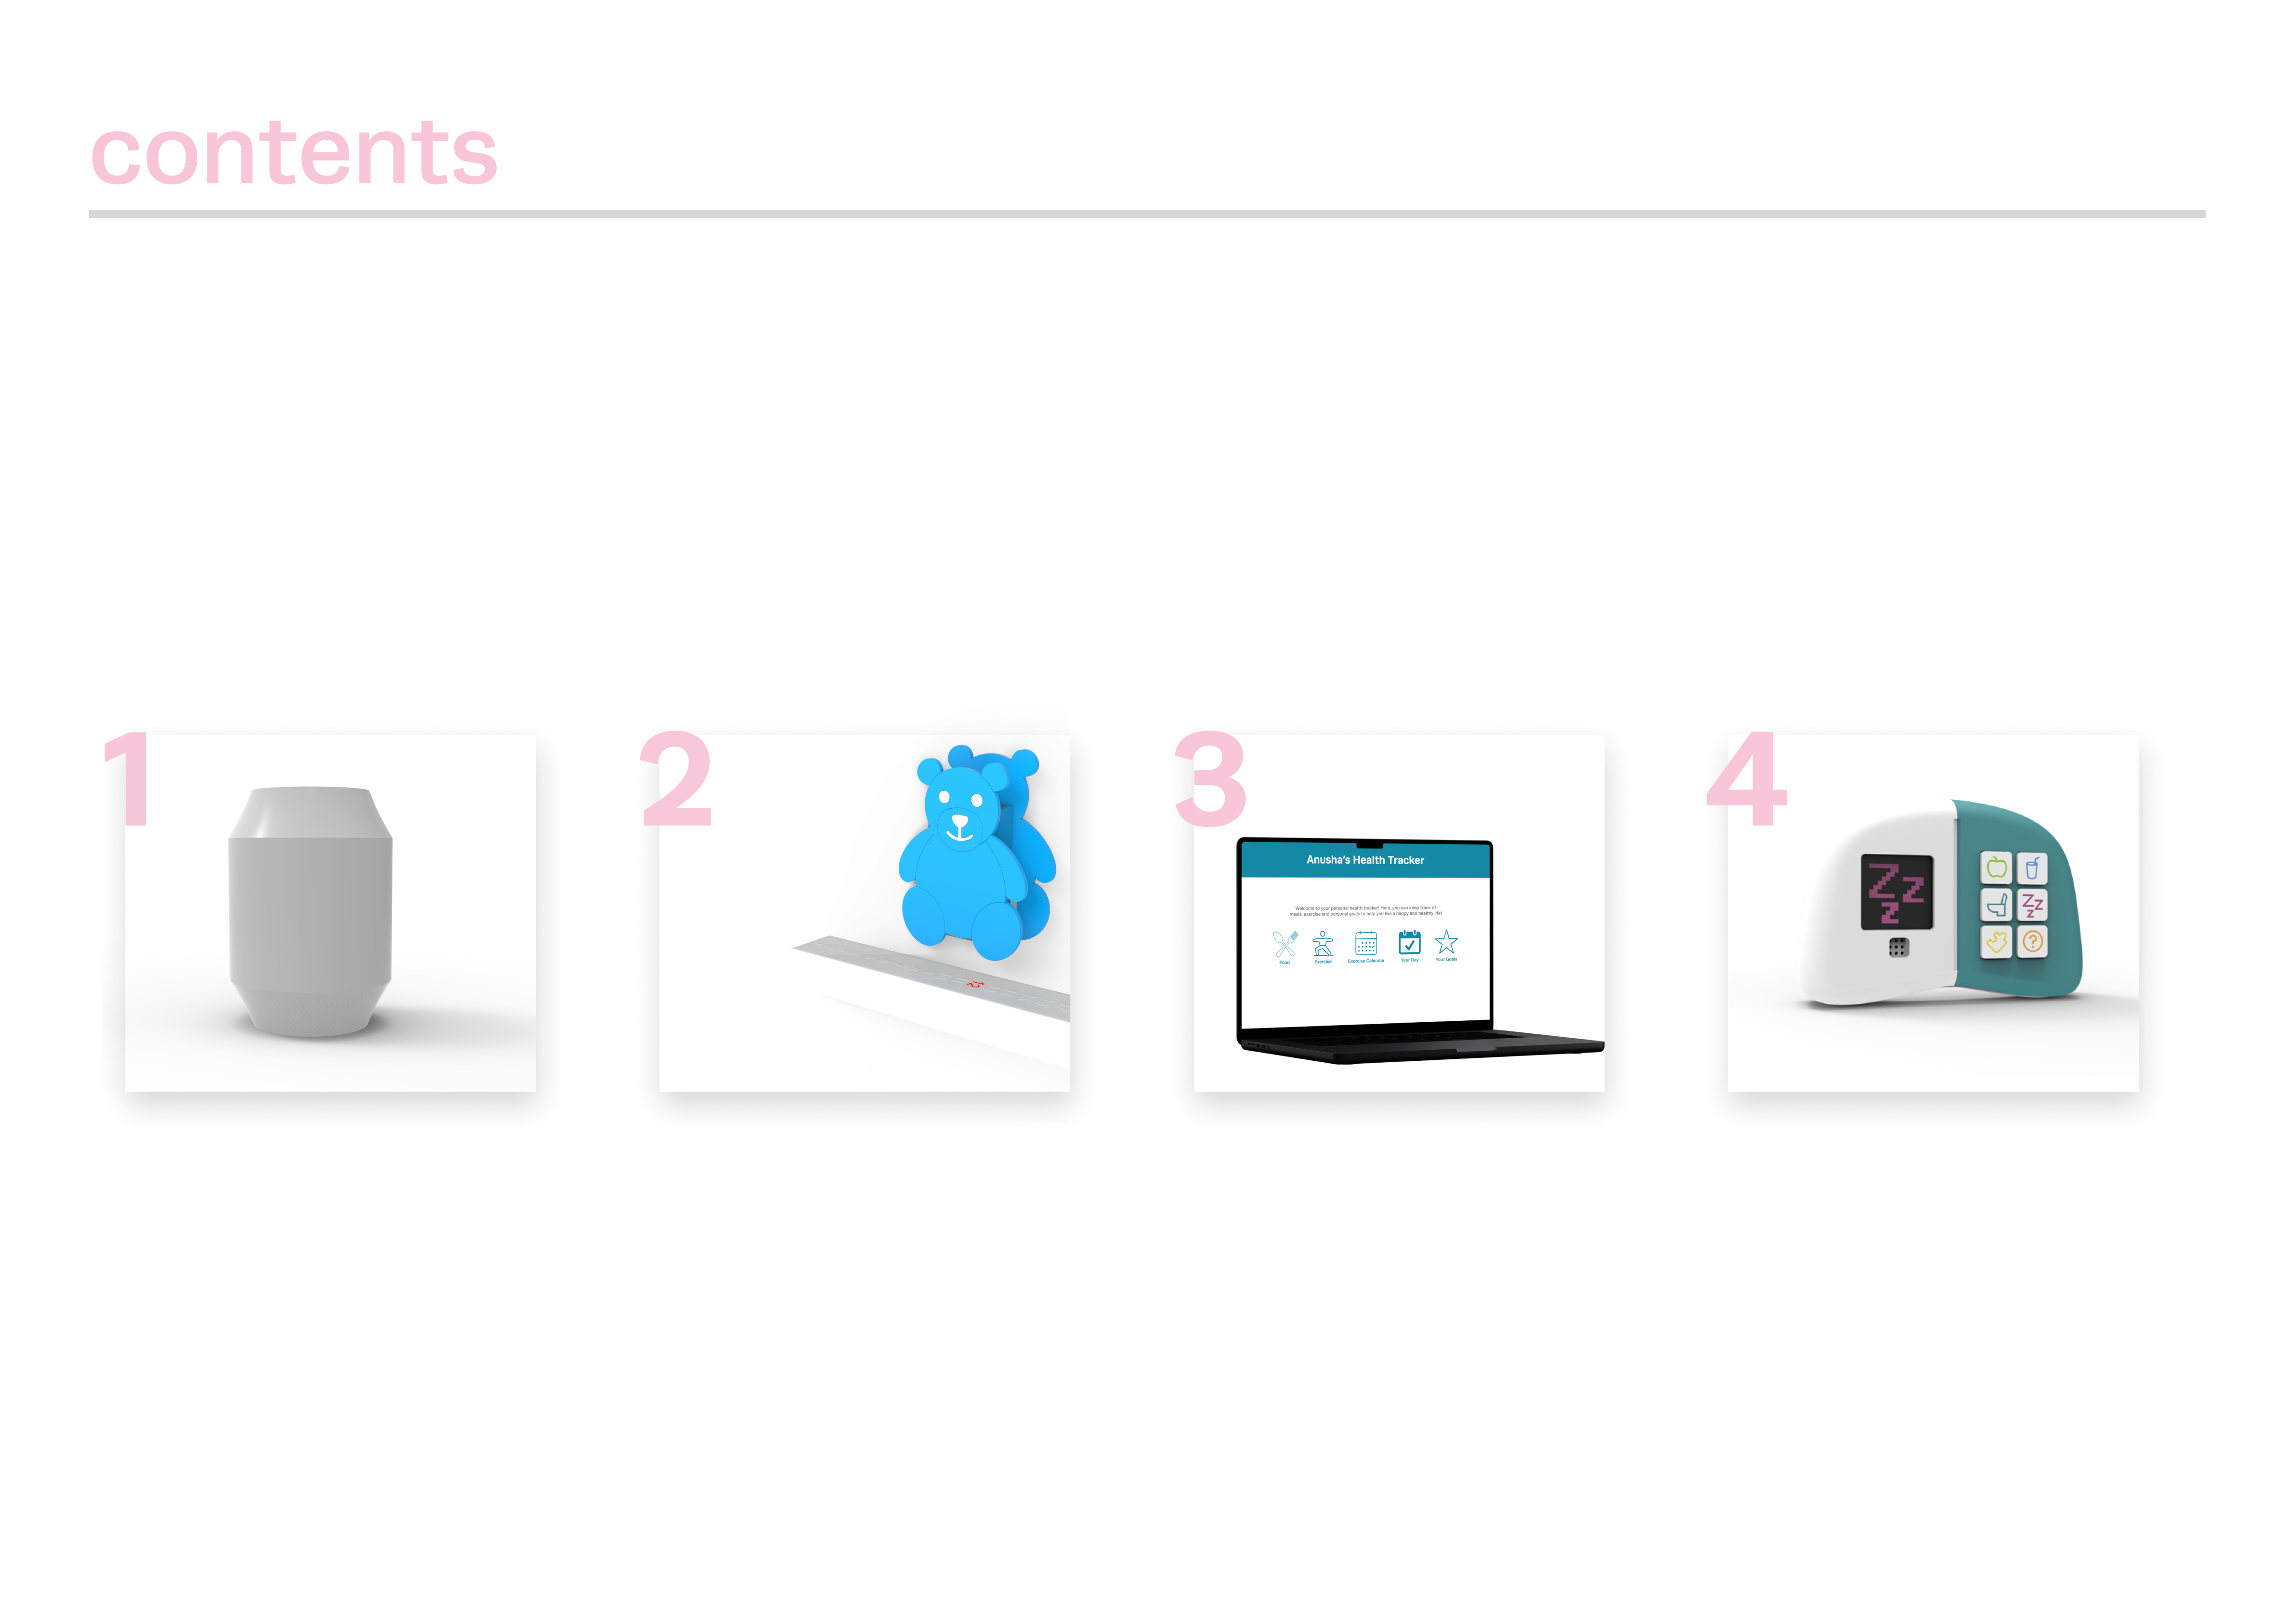 contents
1
2
3
4
Anusha's Health Tracker
Welcome to your personal health tracker! Here, you can keep track of
meals, exercise and personal goals to help you live a happy and healthy life!
Food
Exercise
Exercise Calendar
Your Day
Your Goals
Zz
z
Zz
z
?